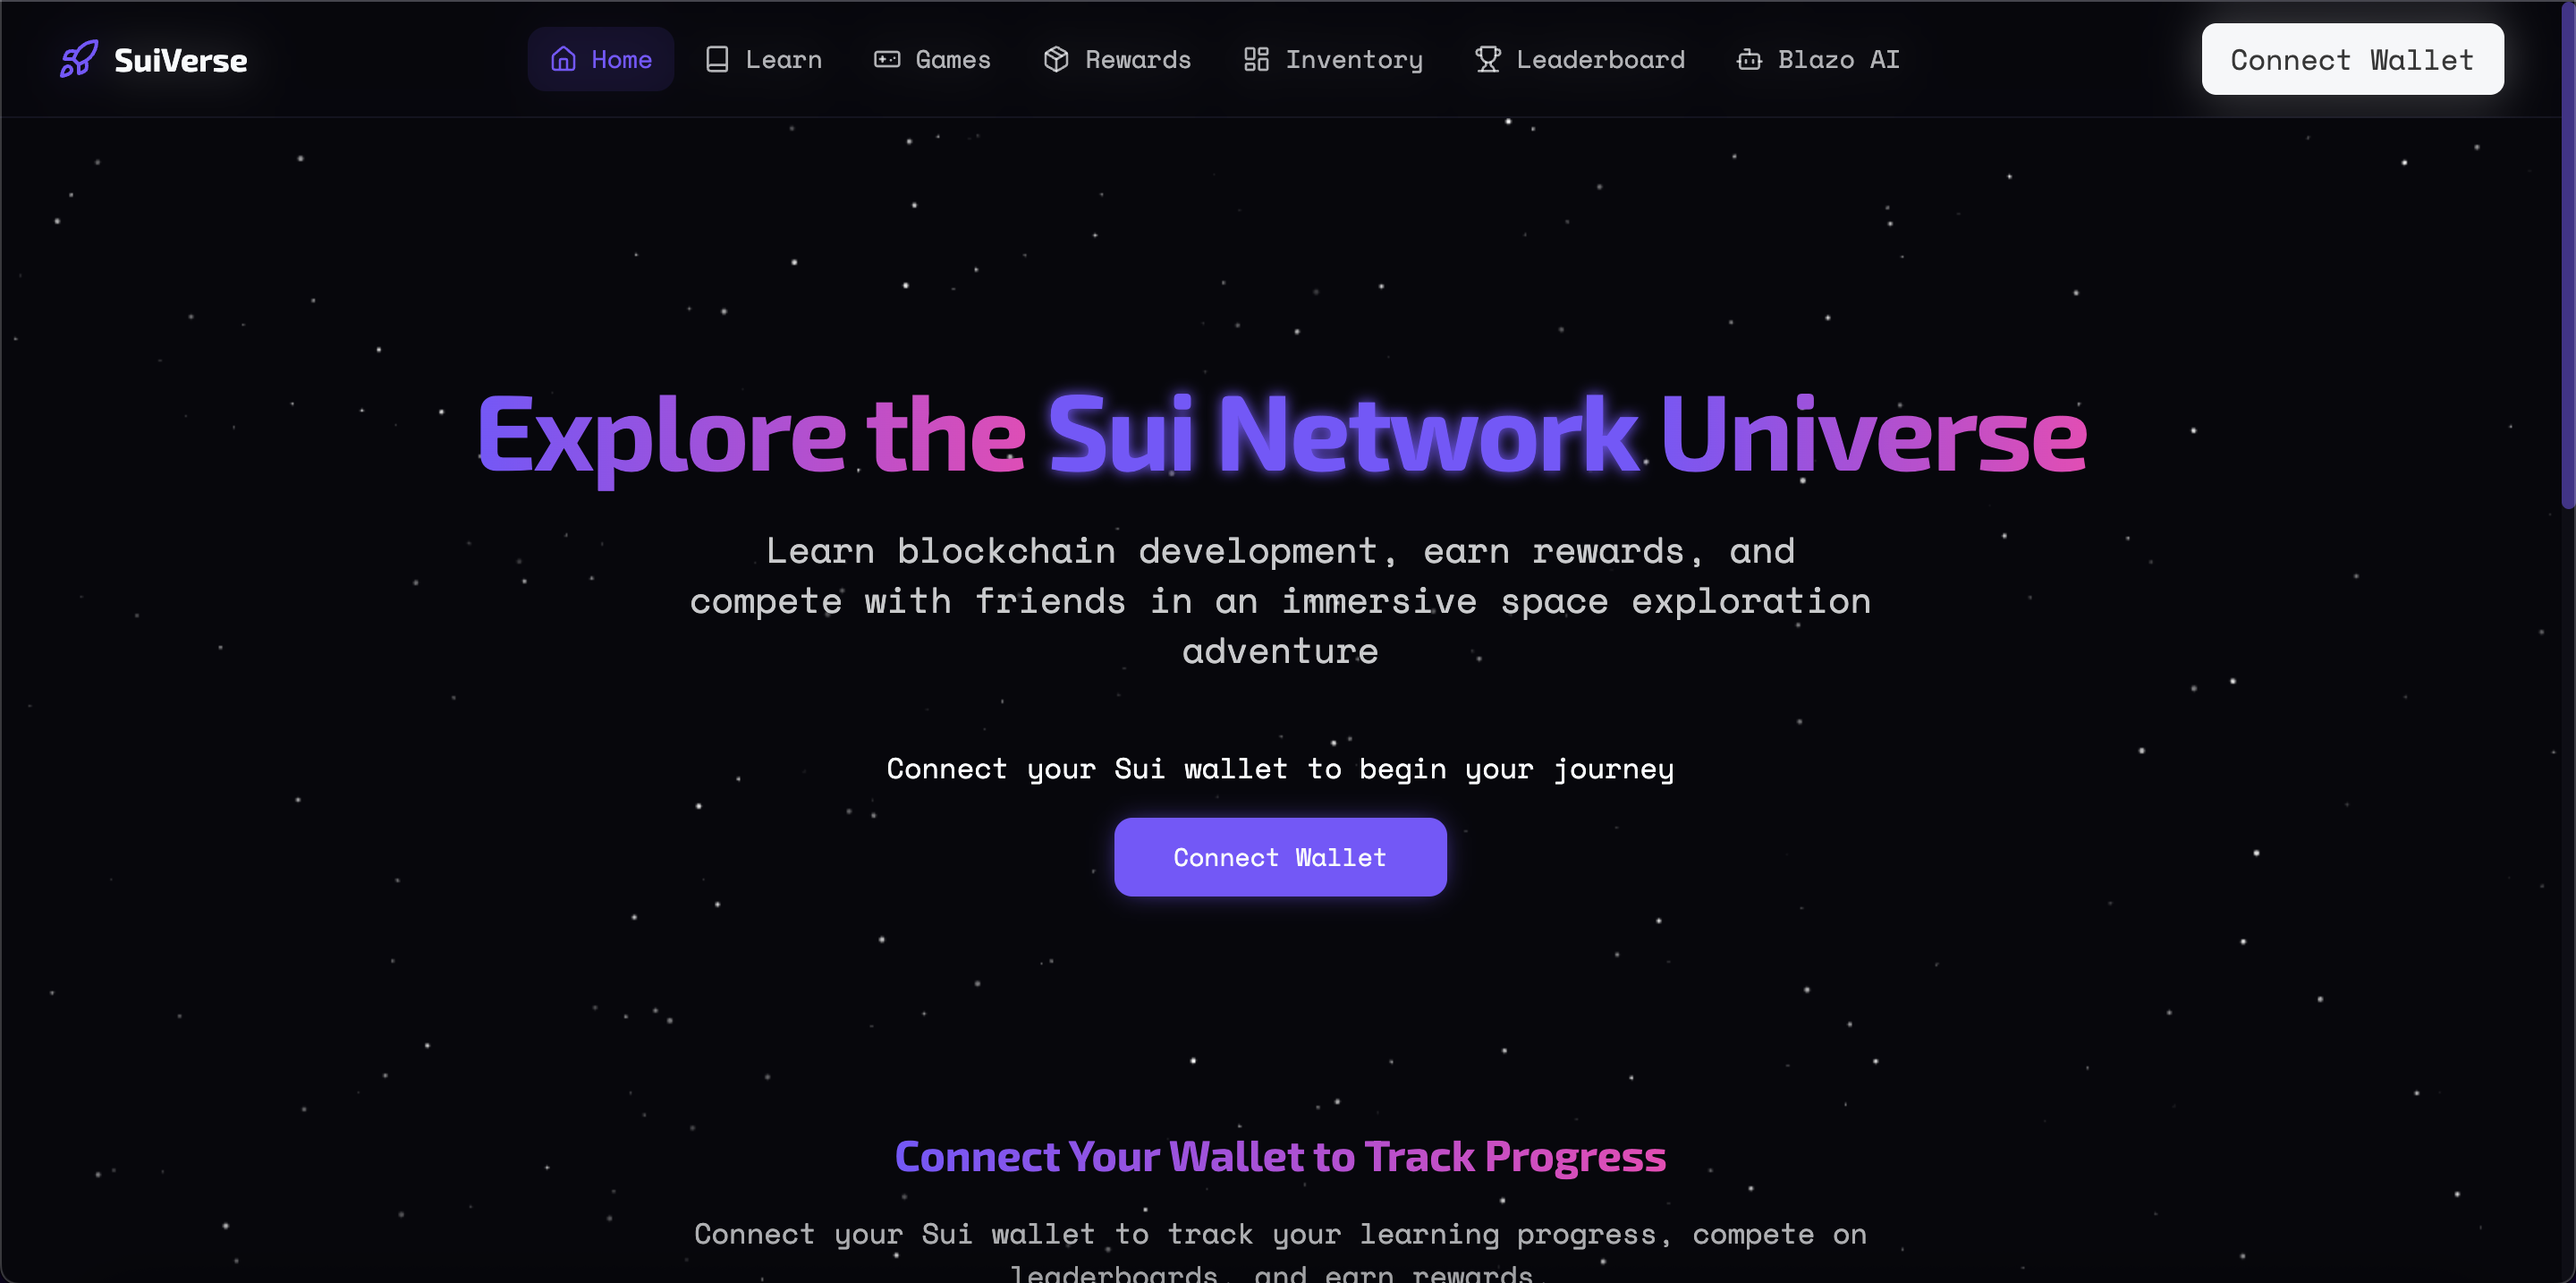 SuiVerse
Home
Learn
Games
Rewards
Inventory
Leaderboard
Blazo AI
Connect Wallet
Explore the Sui Network Universe
Learn blockchain development, earn rewards, and
compete with friends in an immersive space exploration
adventure
Connect your Sui wallet to begin your journey
Connect Wallet
Connect Your Wallet to Track Progress
Connect your Sui wallet to track your learning progress, compete on
leaderboards, and earn rewards.